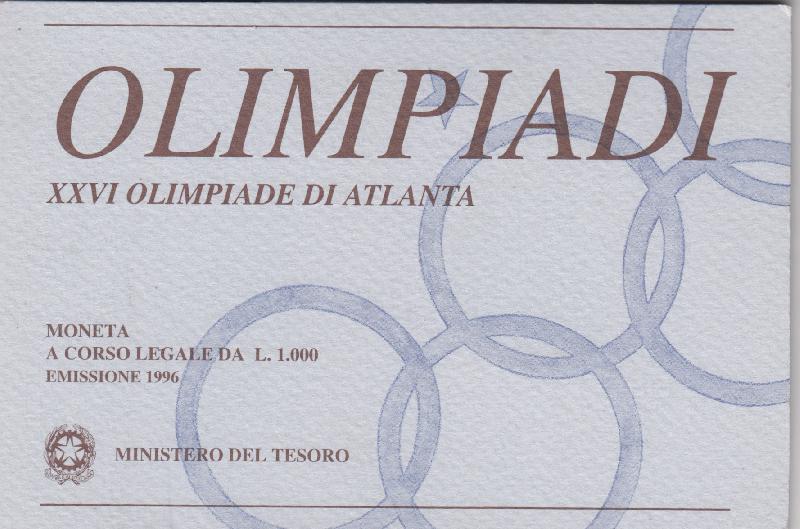 OLIMPIADI
XXVI OLIMPIADE DI ATLANTA
MONETA
A CORSO LEGALE DA L. 1.000
EMISSIONE 1996
MINISTERO DEL TESORO